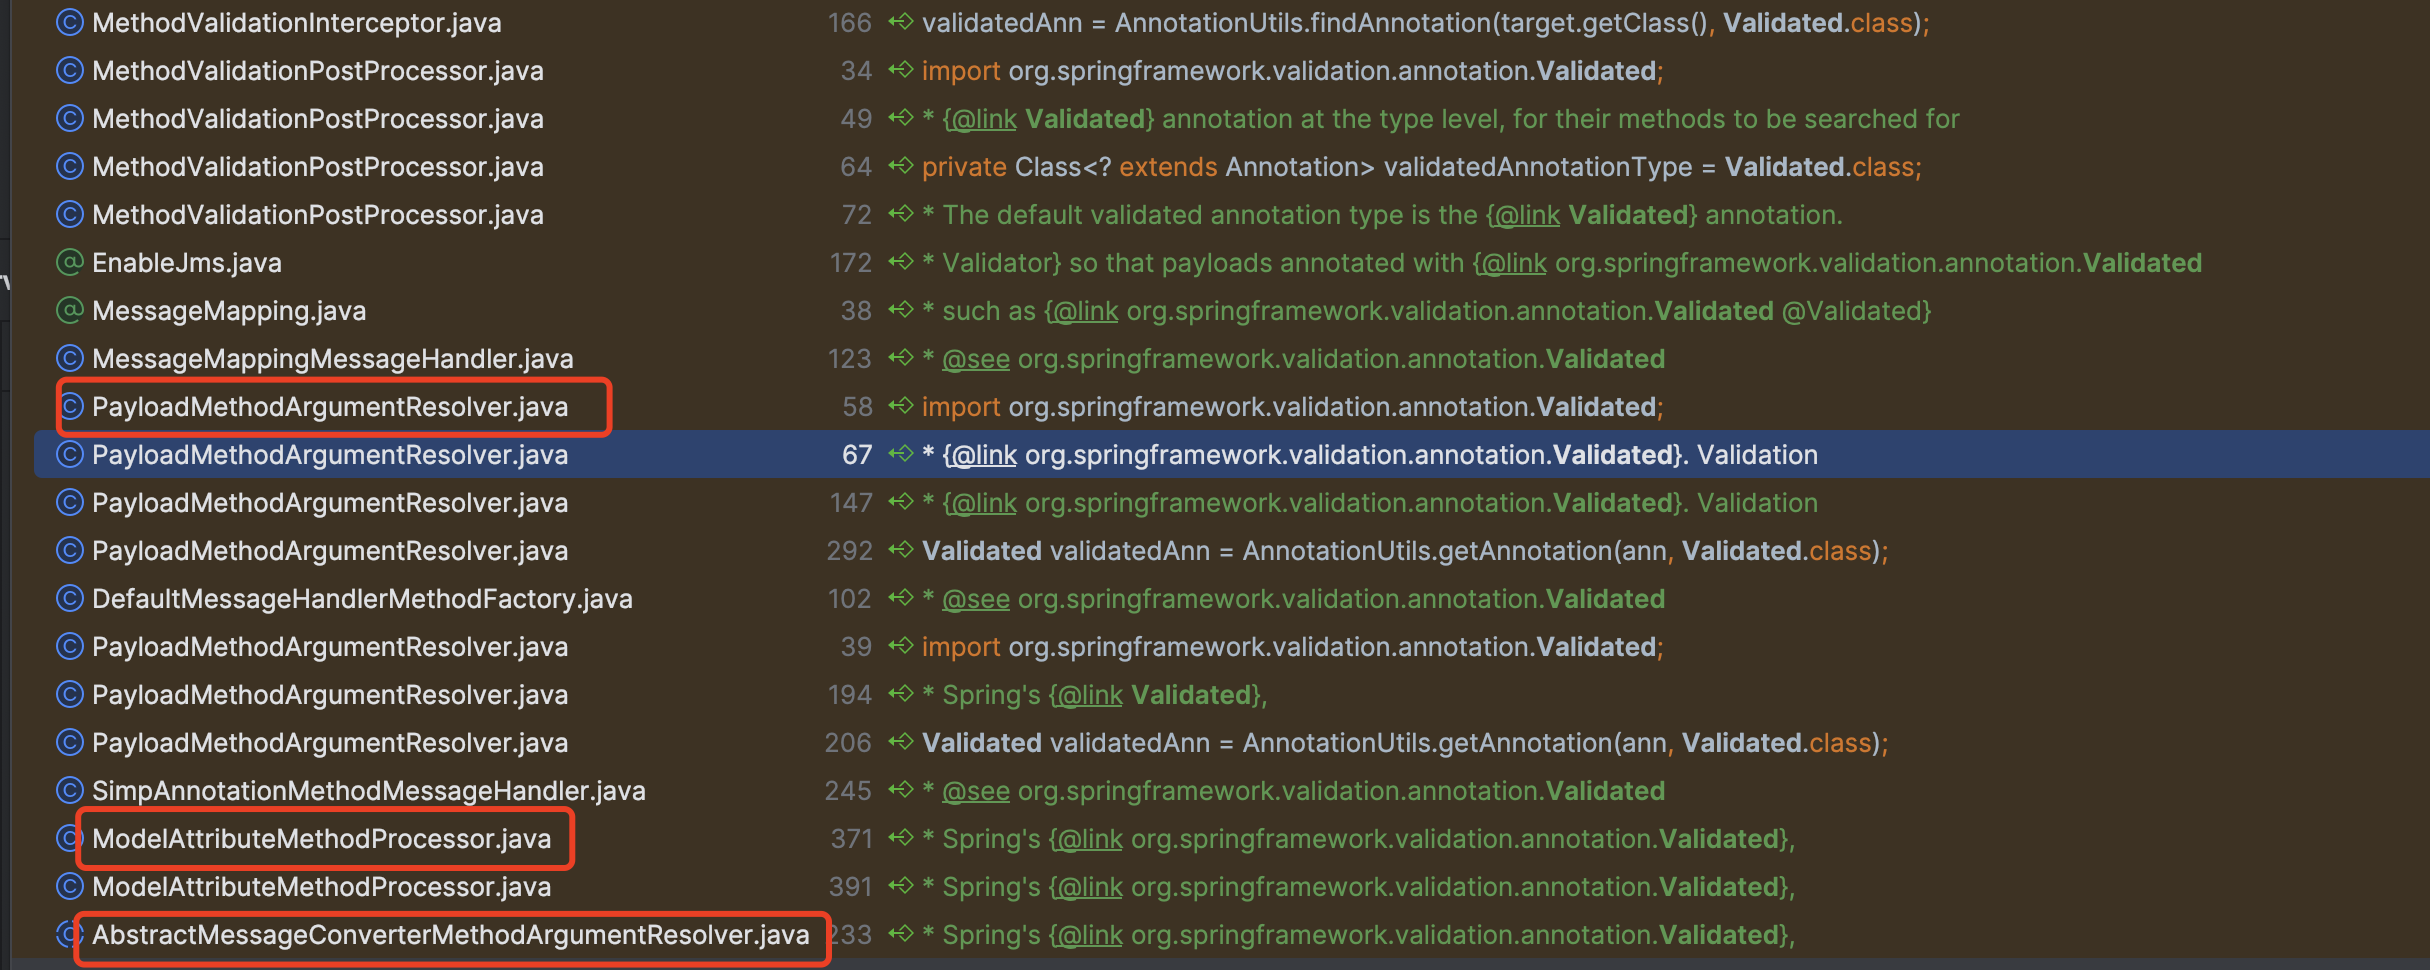 MethodValidationInterceptor.java 166 validatedAnn = AnnotationUtils.findAnnotation(target.getClass(), Validated.class);
MethodValidationPostProcessor.java 34 import org.springframework.validation.annotation.Validated;
MethodValidationPostProcessor.java 49 * {@link Validated} annotation at the type level, for their methods to be searched for
MethodValidationPostProcessor.java 64 private Class<? extends Annotation> validatedAnnotationType = Validated.class;
MethodValidationPostProcessor.java 72 * The default validated annotation type is the {@link Validated} annotation.
EnableJms.java 172 * Validator} so that payloads annotated with {@link org.springframework.validation.annotation.Validated
MessageMapping.java 38 * such as {@link org.springframework.validation.annotation.Validated @Validated}
MessageMappingMessageHandler.java 123 * @see org.springframework.validation.annotation.Validated
PayloadMethodArgumentResolver.java 58 import org.springframework.validation.annotation.Validated;
PayloadMethodArgumentResolver.java 67 * {@link org.springframework.validation.annotation.Validated}. Validation
PayloadMethodArgumentResolver.java 147 * {@link org.springframework.validation.annotation.Validated}. Validation
PayloadMethodArgumentResolver.java 292 Validated validatedAnn = AnnotationUtils.getAnnotation(ann, Validated.class);
DefaultMessageHandlerMethodFactory.java 102 * @see org.springframework.validation.annotation.Validated
PayloadMethodArgumentResolver.java 39 import org.springframework.validation.annotation.Validated;
PayloadMethodArgumentResolver.java 194 * Spring's {@link Validated},
PayloadMethodArgumentResolver.java 206 Validated validatedAnn = AnnotationUtils.getAnnotation(ann, Validated.class);
SimpAnnotationMethodMessageHandler.java 245 * @see org.springframework.validation.annotation.Validated
ModelAttributeMethodProcessor.java 371 * Spring's {@link org.springframework.validation.annotation.Validated},
ModelAttributeMethodProcessor.java 391 * Spring's {@link org.springframework.validation.annotation.Validated},
AbstractMessageConverterMethodArgumentResolver.java 233 * Spring's {@link org.springframework.validation.annotation.Validated},